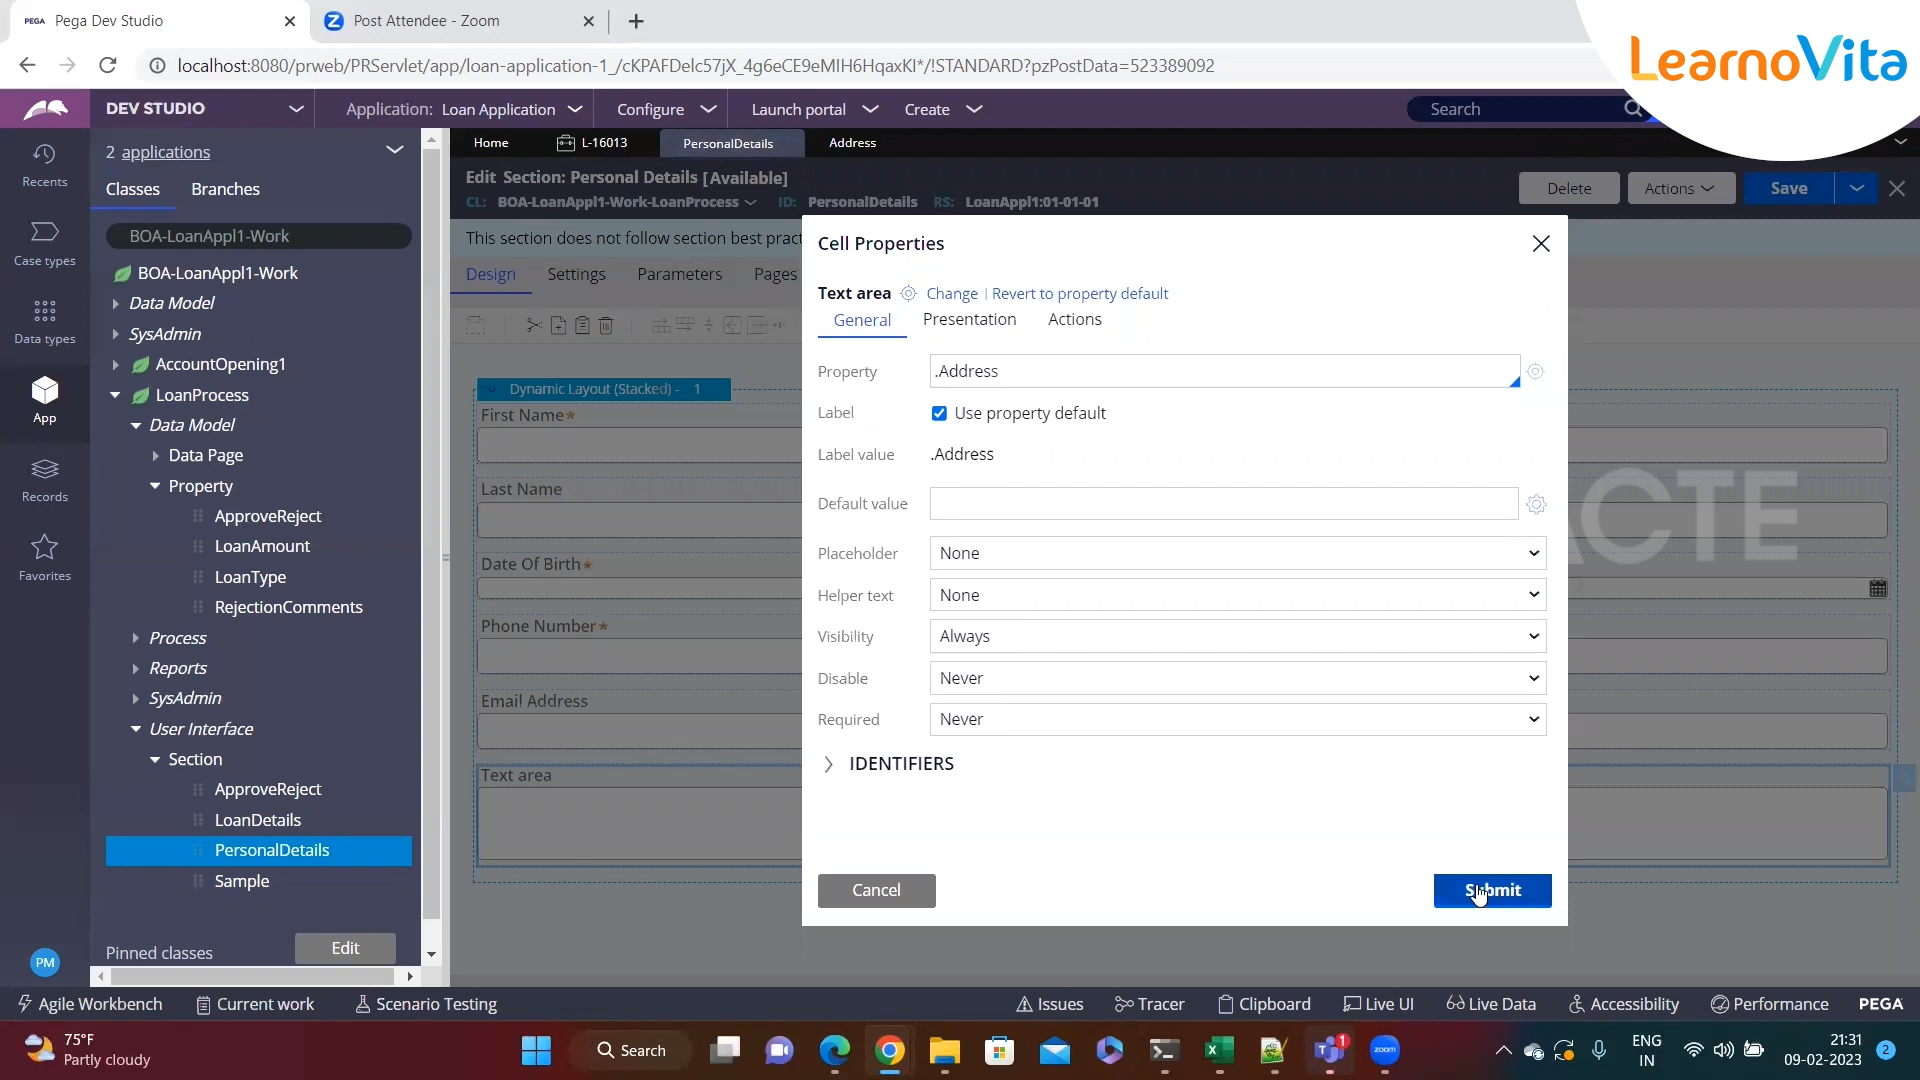 PEGA Pega Dev Studio
Post Attendee - Zoom
localhost:8080/prweb/PRServlet/app/loan-application-1_/cKPAFDelc57jX_4g6eCE9eMIH6HqaxKI*/!STANDARD?pzPostData=523389092
LearnoVita
DEV STUDIO
Application: Loan Application
Configure
Launch portal
Create
Search
Recents
Case types
Data types
App
Records
Favorites
PM
2 applications
Classes Branches
BOA-LoanAppl1-Work
BOA-LoanAppl1-Work
Data Model
SysAdmin
AccountOpening1
LoanProcess
Data Model
Data Page
Property
ApproveReject
LoanAmount
LoanType
RejectionComments
Process
Reports
SysAdmin
User Interface
Section
ApproveReject
LoanDetails
PersonalDetails
Sample
Pinned classes Edit
Home L-16013 PersonalDetails Address
Edit Section: Personal Details [Available]
CL: BOA-LoanAppl1-Work-LoanProcess ID: PersonalDetails RS: LoanAppl1:01-01-01
Delete Actions Save
This section does not follow section best pract
Design Settings Parameters Pages
Dynamic Layout (Stacked) - 1
First Name*
Last Name
Date Of Birth*
Phone Number*
Email Address
Text area
ACTE
Cell Properties
Text area Change | Revert to property default
General Presentation Actions
Property .Address
Label Use property default
Label value .Address
Default value
Placeholder None
Helper text None
Visibility Always
Disable Never
Required Never
IDENTIFIERS
Cancel Submit
Agile Workbench Current work Scenario Testing Issues Tracer Clipboard Live UI Live Data Accessibility Performance PEGA
75°F
Partly cloudy
Search
1
zoom
ENG
IN
21:31
09-02-2023
2